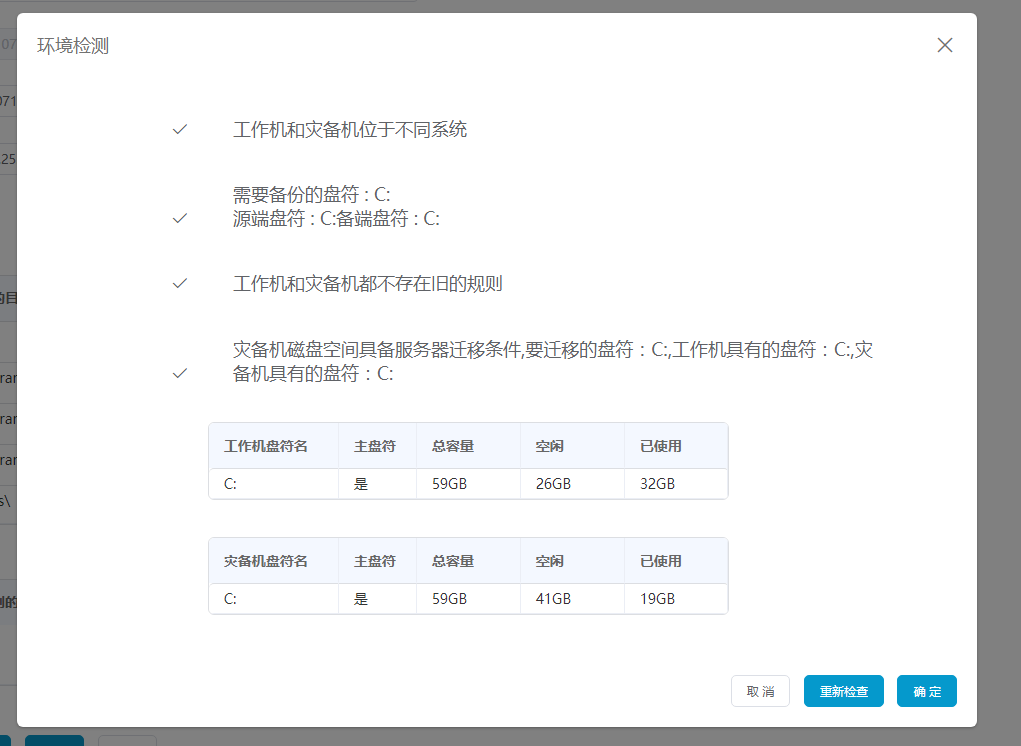 环境检测
工作机和灾备机位于不同系统
需要备份的盘符 : C:
源端盘符 : C:备端盘符 : C:
工作机和灾备机都不存在旧的规则
灾备机磁盘空间具备服务器迁移条件,要迁移的盘符：C:,工作机具有的盘符：C:,灾
备机具有的盘符：C:
工作机盘符名 主盘符 总容量 空闲 已使用
C: 是 59GB 26GB 32GB
灾备机盘符名 主盘符 总容量 空闲 已使用
C: 是 59GB 41GB 19GB
取 消 重新检查 确 定